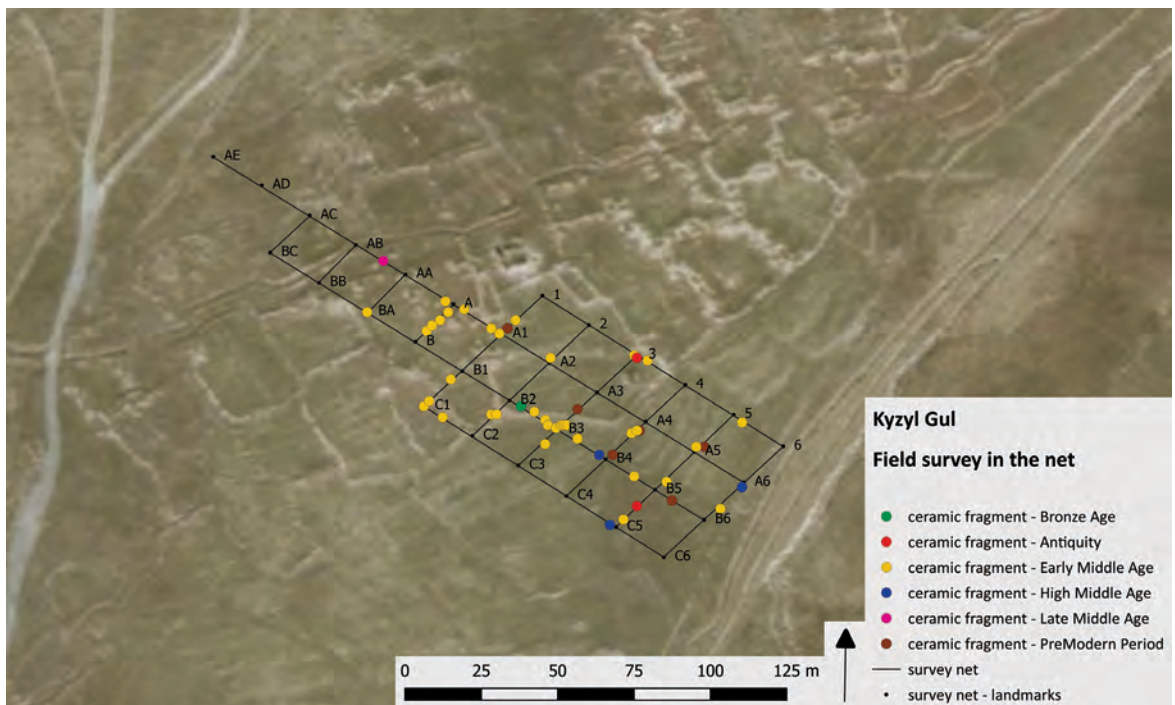 AE
AD
AC
AB
BC
AA
BB
BA
A
1
B
A1
2
B1
A2
3
C1
B2
A3
4
C2
B3
A4
5
C3
B4
A5
6
C4
B5
A6
C5
B6
C6
Kyzyl Gul
Field survey in the net
ceramic fragment - Bronze Age
ceramic fragment - Antiquity
ceramic fragment - Early Middle Age
ceramic fragment - High Middle Age
ceramic fragment - Late Middle Age
ceramic fragment - PreModern Period
survey net
survey net - landmarks
0 25 50 75 100 125 m